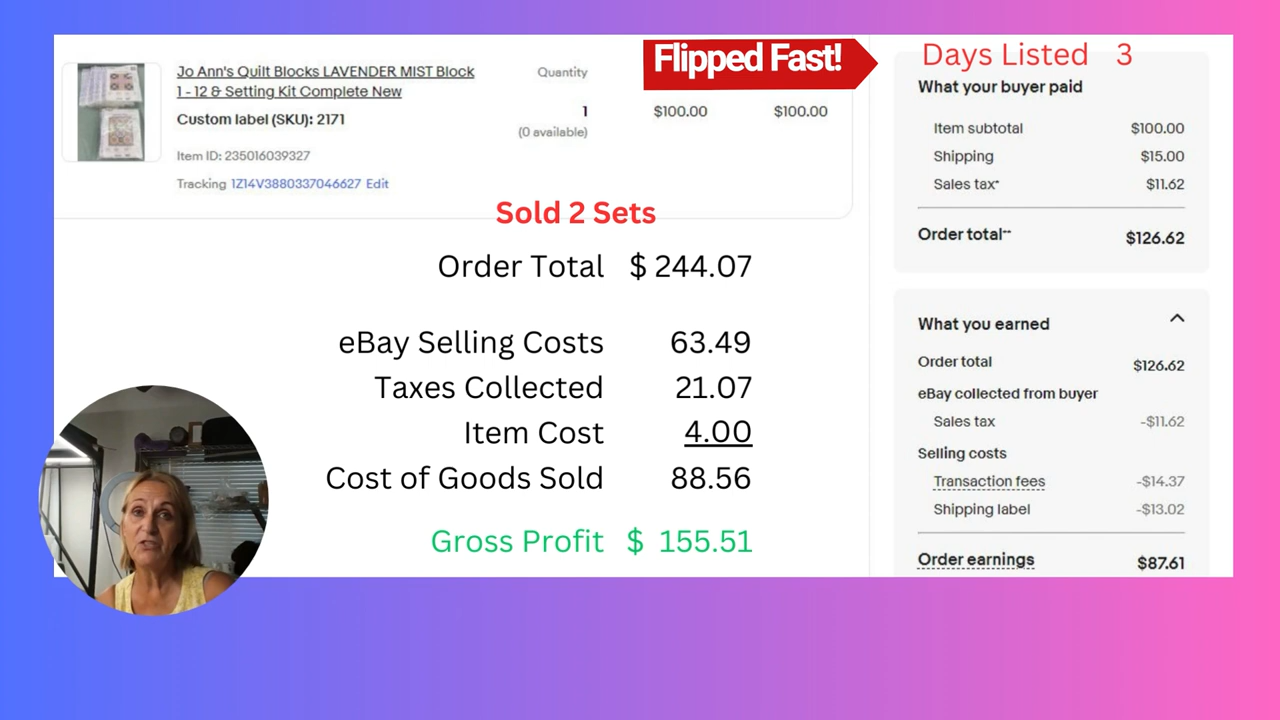 Flipped Fast!
Days Listed 3
Jo Ann's Quilt Blocks LAVENDER MIST Block
1 - 12 & Setting Kit Complete New
Custom label (SKU): 2171
Item ID: 235016039327
Tracking 1Z14V3880337046627 Edit
Quantity
1 $100.00 $100.00
(0 available)
Sold 2 Sets
Order Total $ 244.07
eBay Selling Costs 63.49
Taxes Collected 21.07
Item Cost 4.00
Cost of Goods Sold 88.56
Gross Profit $ 155.51
What your buyer paid
Item subtotal $100.00
Shipping $15.00
Sales tax* $11.62
Order total** $126.62
What you earned
Order total $126.62
eBay collected from buyer
Sales tax -$11.62
Selling costs
Transaction fees -$14.37
Shipping label -$13.02
Order earnings $87.61